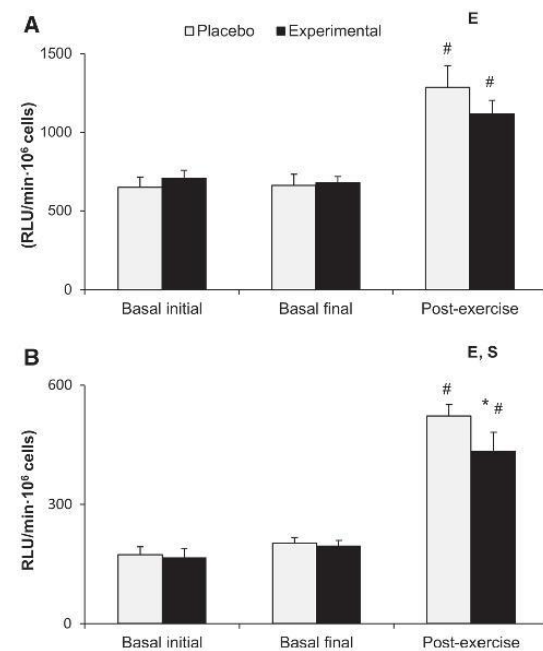 A
Placebo Experimental
E
1500
1000
500
0
(RLU/min·10⁶ cells)
# #
Basal initial Basal final Post-exercise
B
E, S
600
300
0
RLU/min·10⁶ cells)
# * #
Basal initial Basal final Post-exercise